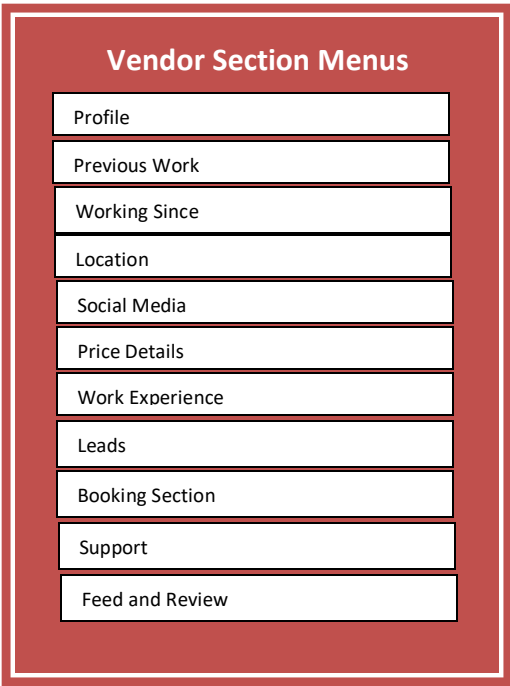 Vendor Section Menus
Profile
Previous Work
Working Since
Location
Social Media
Price Details
Work Experience
Leads
Booking Section
Support
Feed and Review